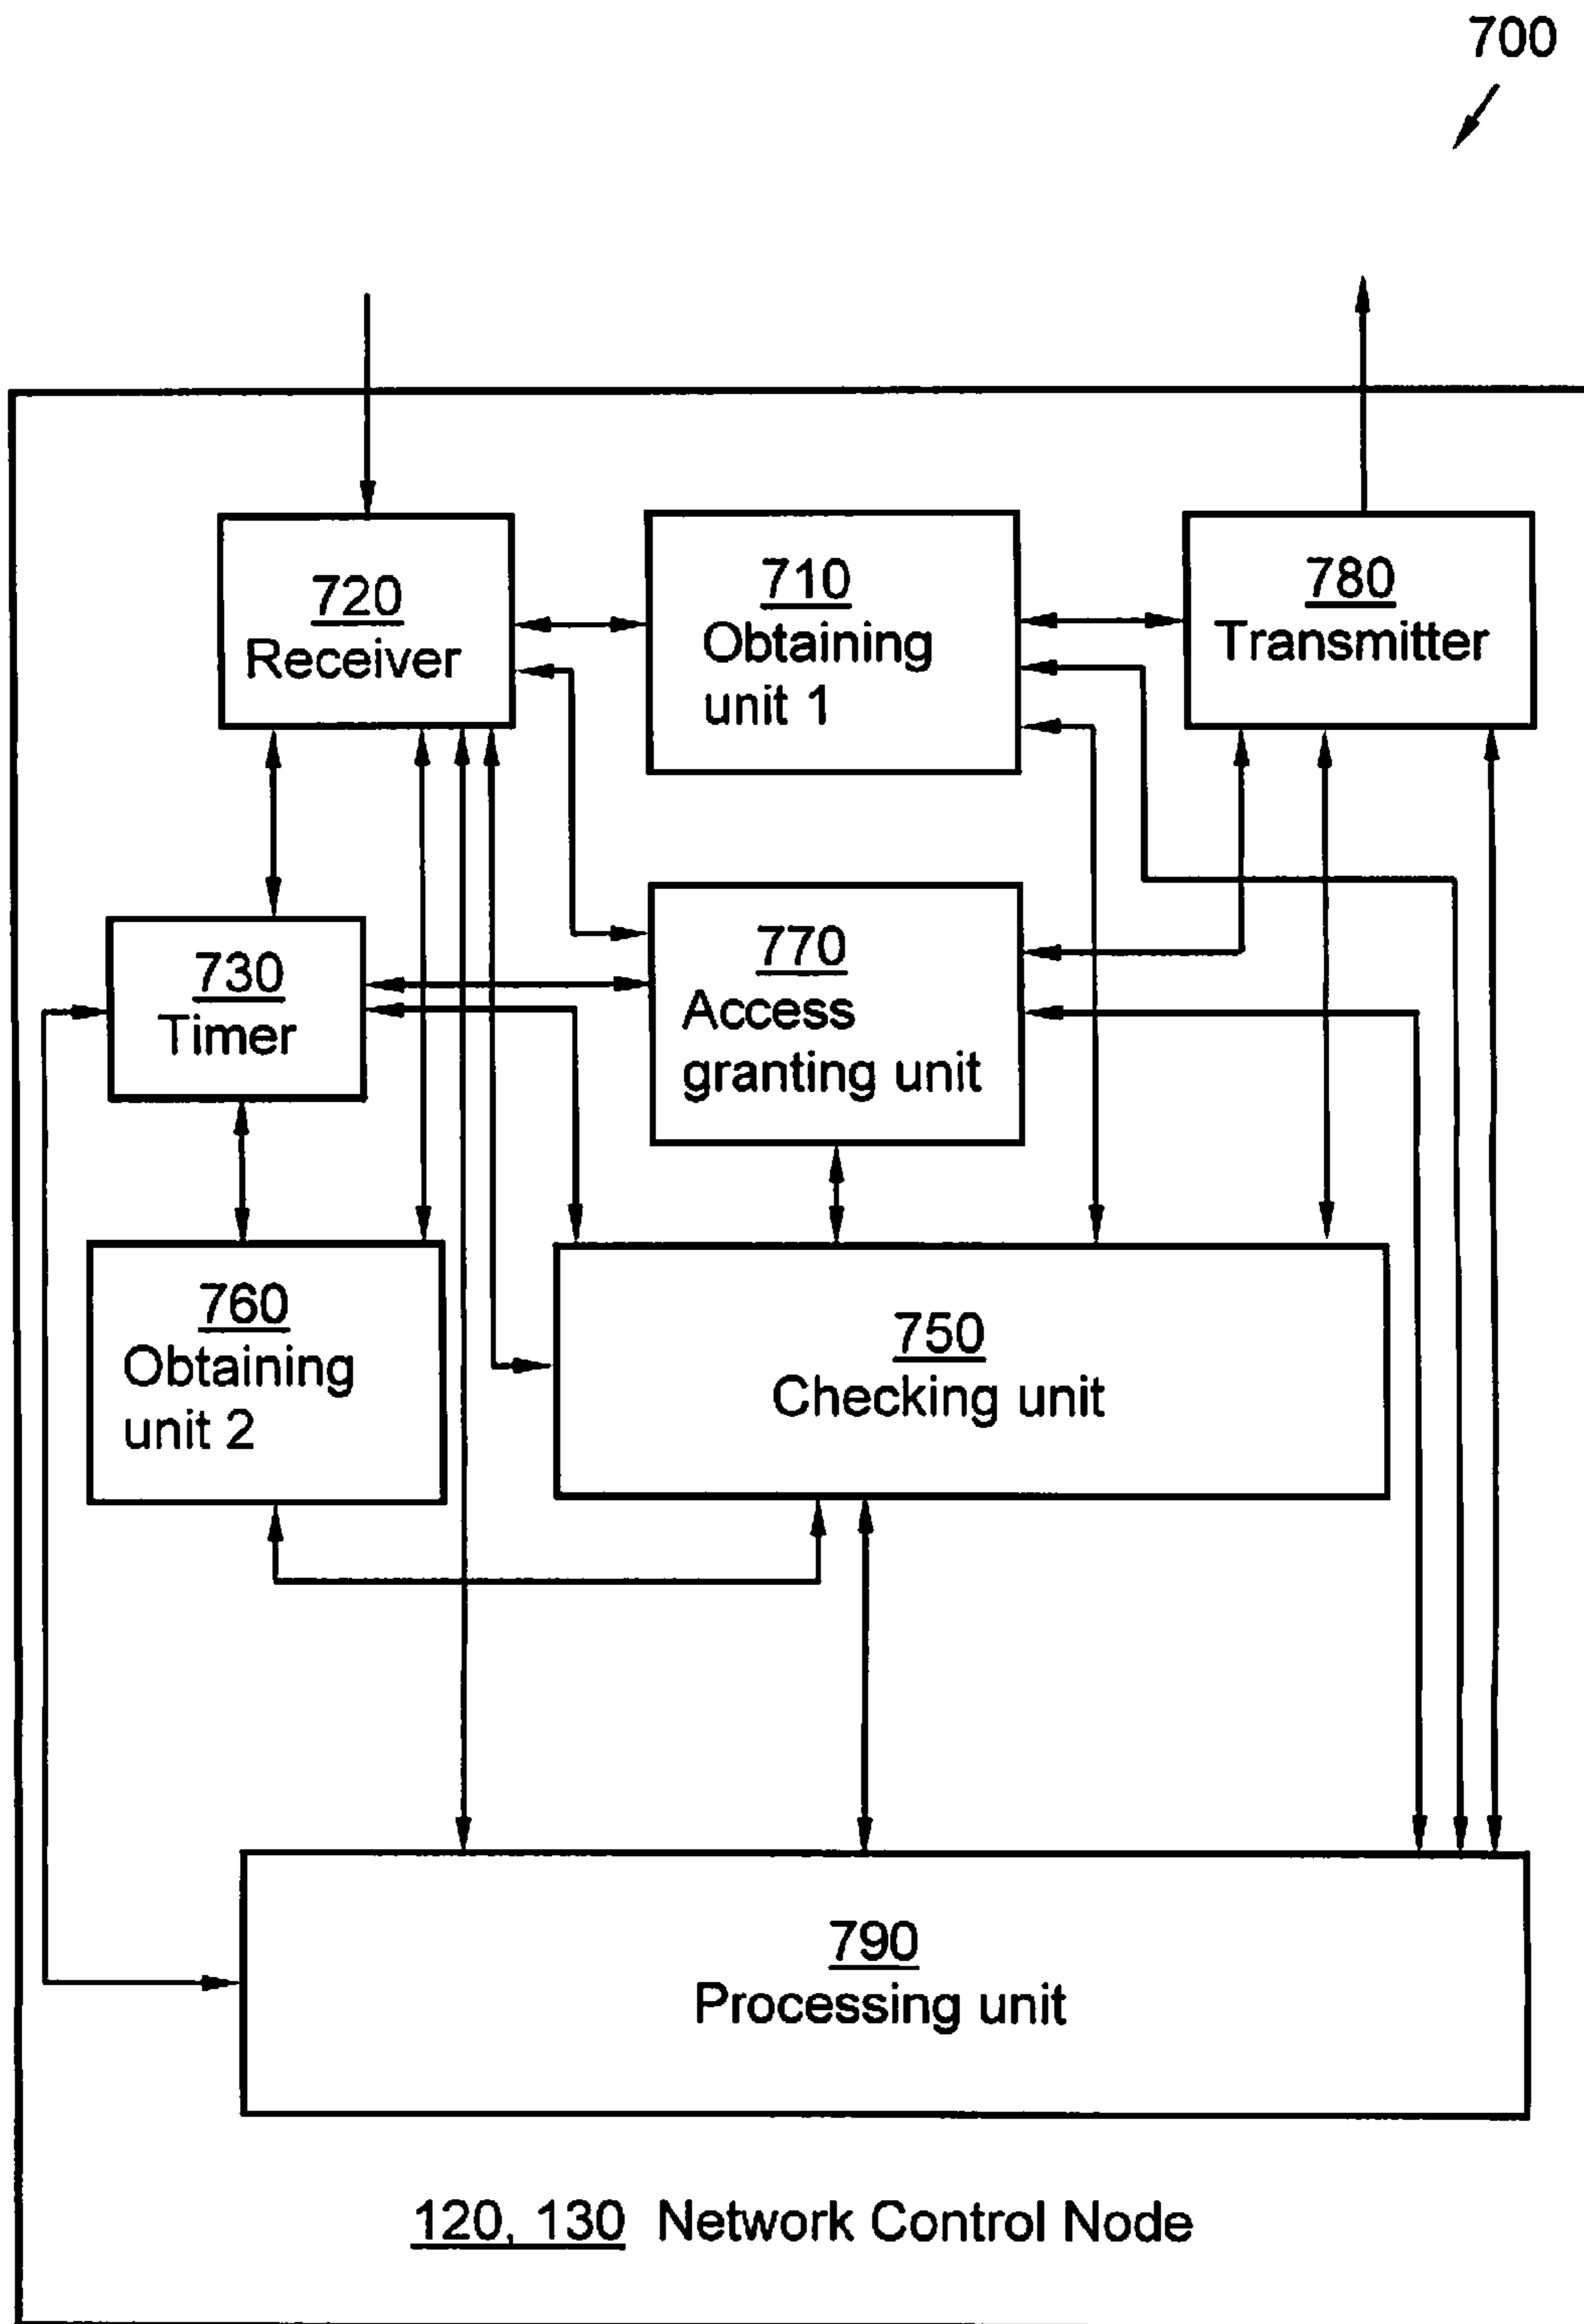 700
720
Receiver
710
Obtaining
unit 1
780
Transmitter
730
Timer
770
Access
granting unit
760
Obtaining
unit 2
750
Checking unit
790
Processing unit
120, 130 Network Control Node